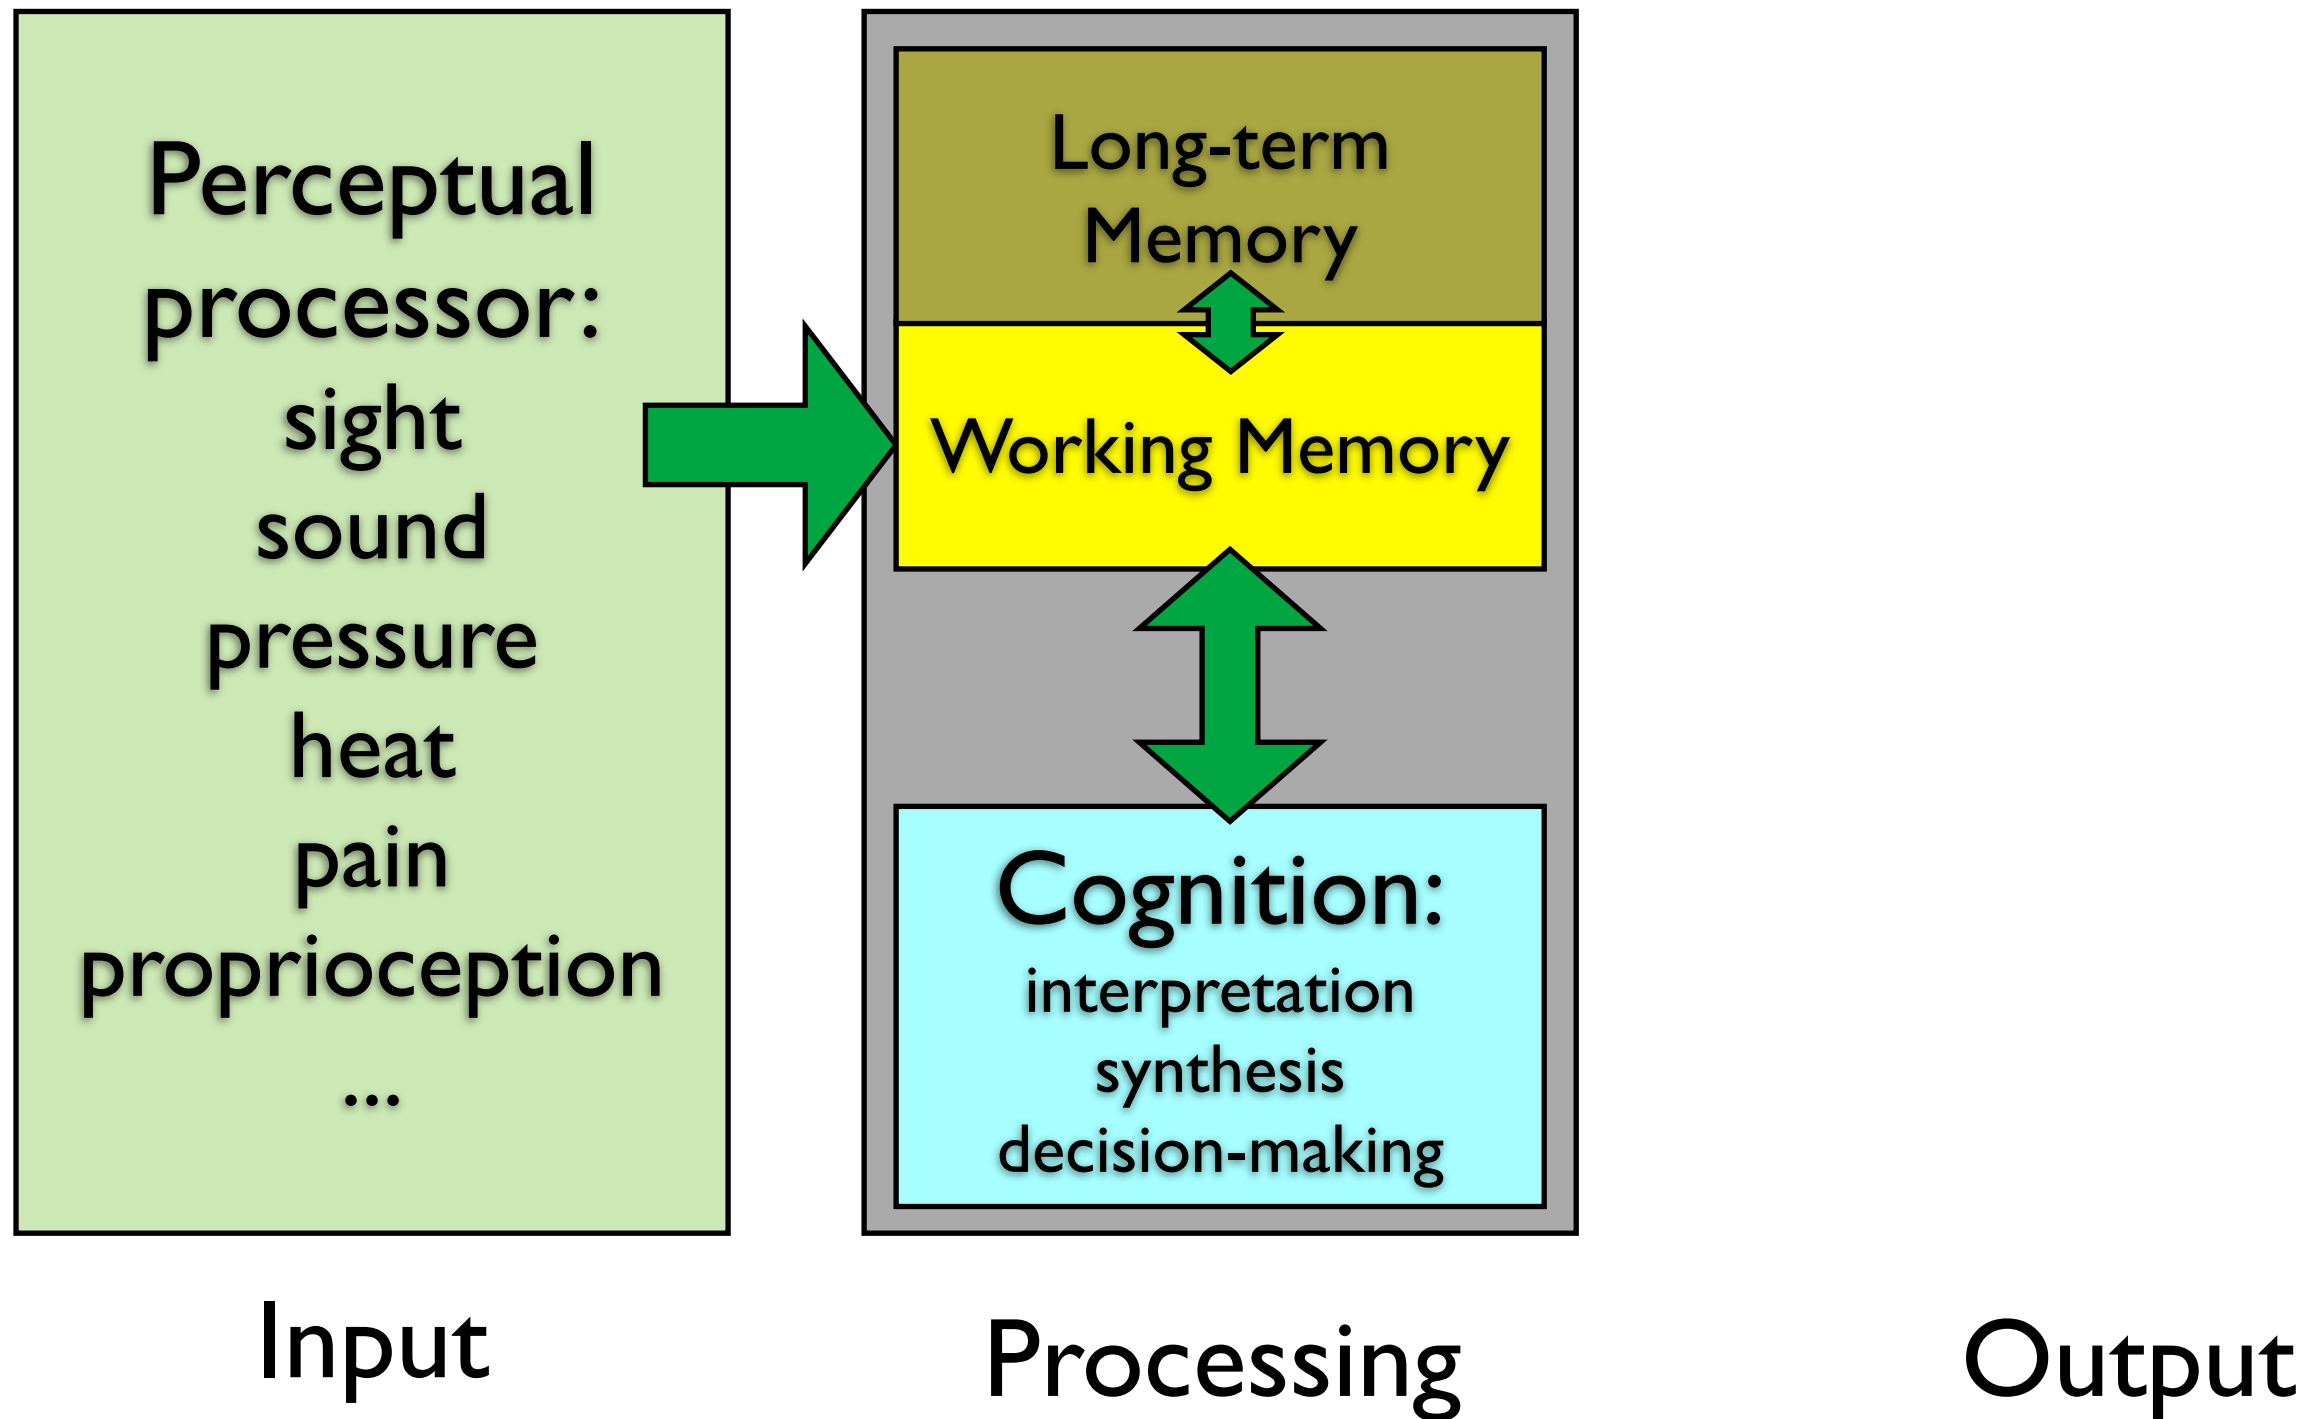 Perceptual
processor:
sight
sound
pressure
heat
pain
proprioception
...
Long-term
Memory
Working Memory
Cognition:
interpretation
synthesis
decision-making
Input
Processing
Output